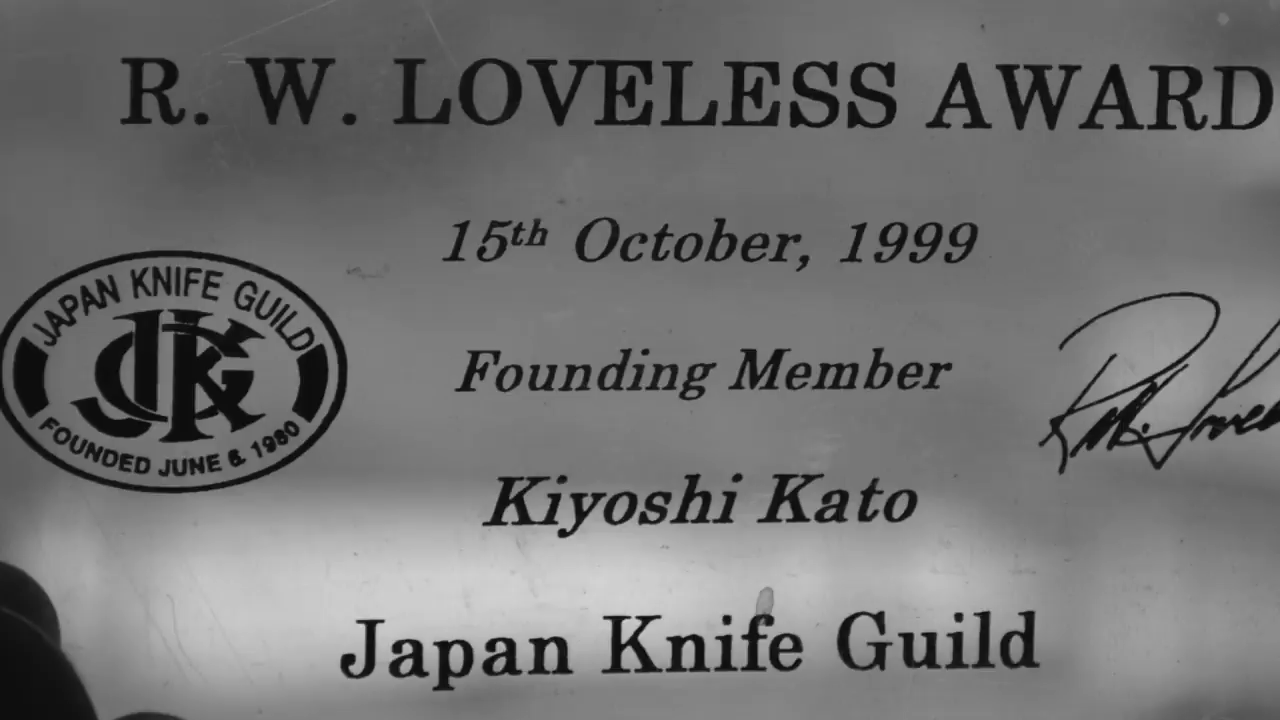 R. W. LOVELESS AWARD
15th October, 1999
JAPAN KNIFE GUILD
JKG
FOUNDED JUNE 6, 1980
Founding Member
Kiyoshi Kato
Japan Knife Guild